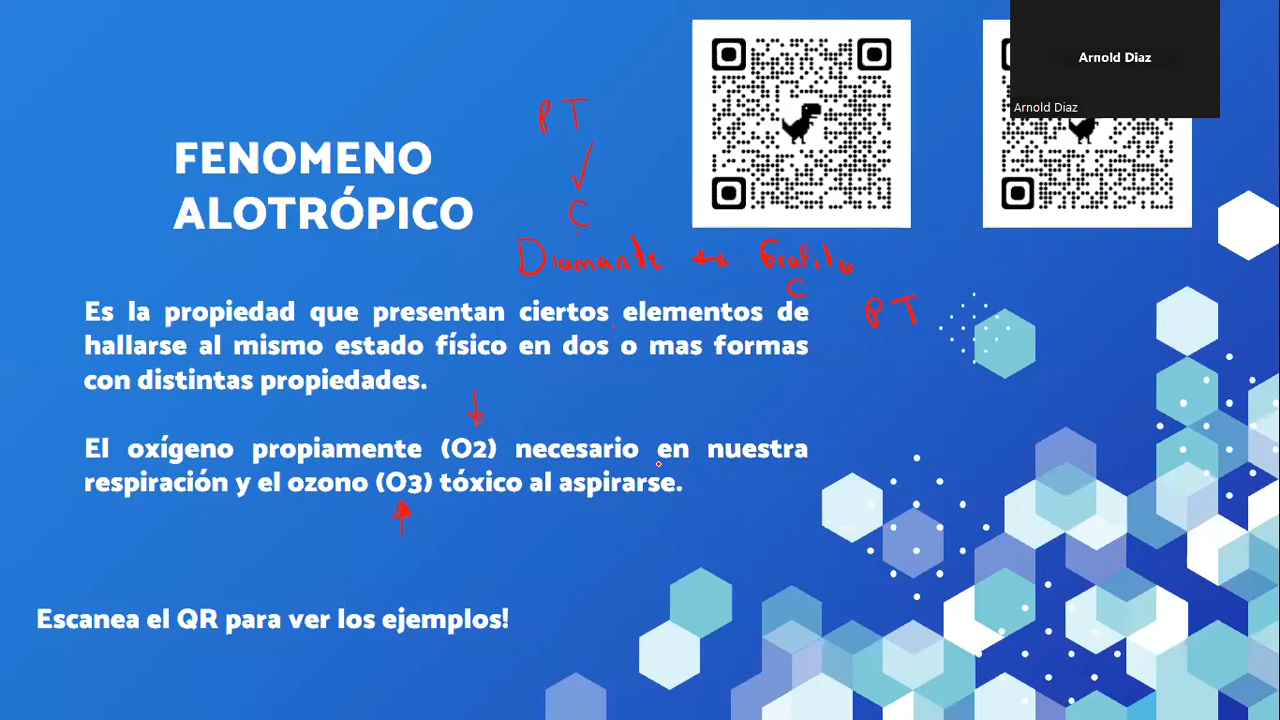 Arnold Diaz
Arnold Diaz
P T
C
FENOMENO
ALOTRÓPICO
Diamante ↔ Grafito
C
P T
Es la propiedad que presentan ciertos elementos de
hallarse al mismo estado físico en dos o mas formas
con distintas propiedades.
El oxígeno propiamente (O2) necesario en nuestra
respiración y el ozono (O3) tóxico al aspirarse.
Escanea el QR para ver los ejemplos!